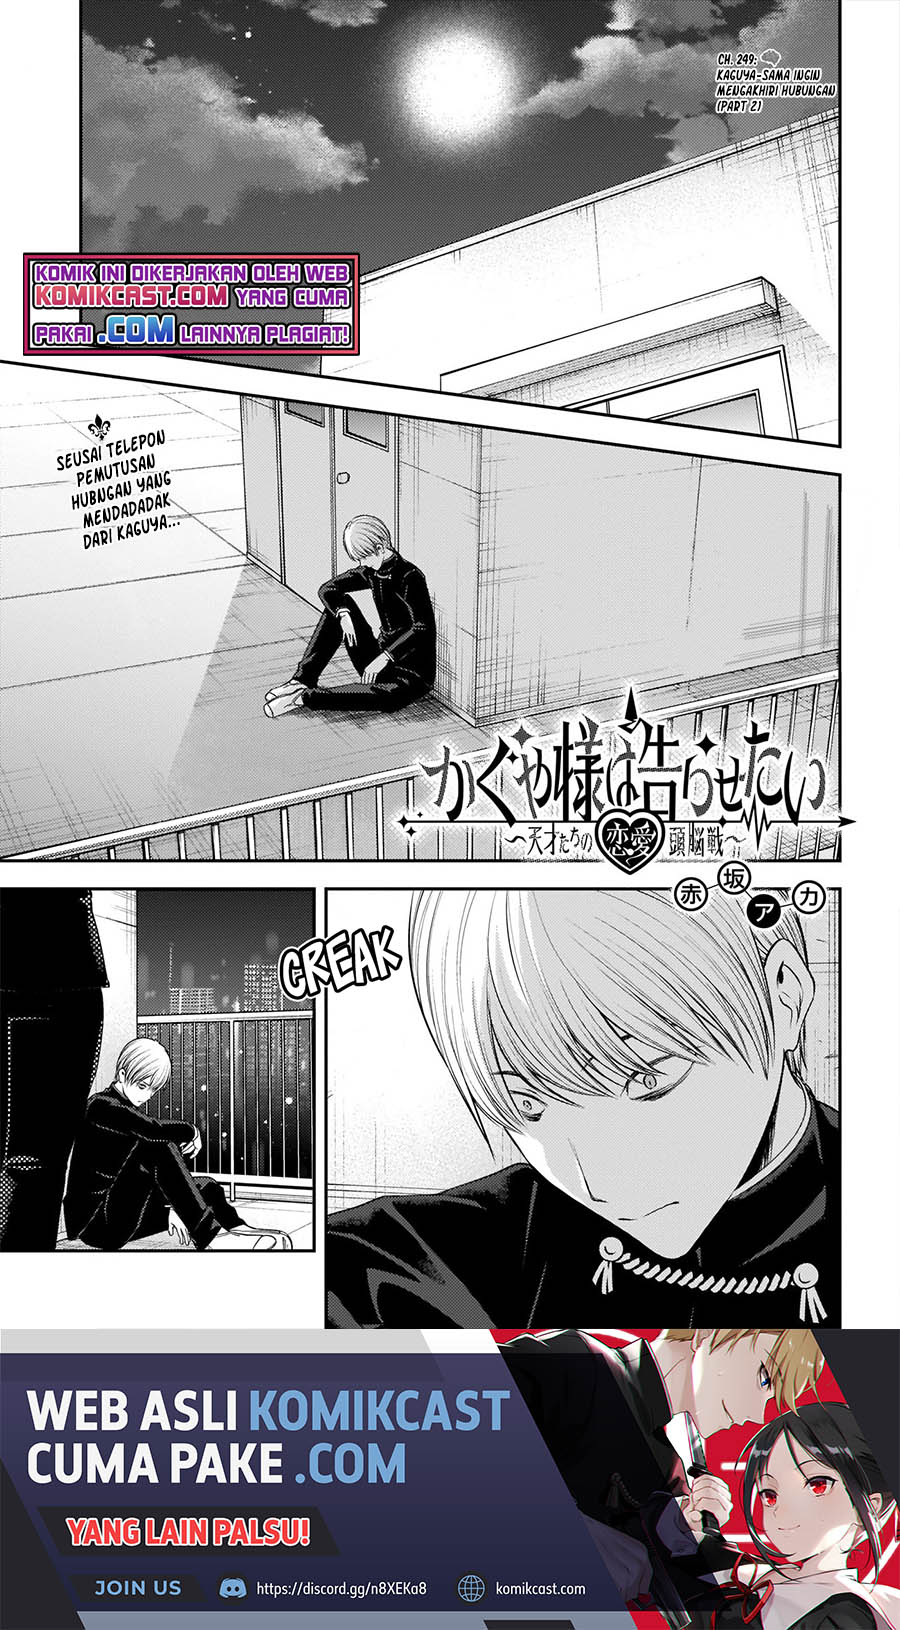 CH. 249:
KAGUYA-SAMA INGIN
MENGAKHIRI HUBUNGAN
(PART 2)
KOMIK INI DIKERJAKAN OLEH WEB
KOMIKCAST.COM YANG CUMA
PAKAI .COM LAINNYA PLAGIAT!
SEUSAI TELEPON
PEMUTUSAN
HUBNGAN YANG
MENDADADAK
DARI KAGUYA...
かぐや様は告らせたい
～天才たちの恋愛頭脳戦～
赤坂アカ
CREAK
WEB ASLI KOMIKCAST
CUMA PAKE .COM
YANG LAIN PALSU!
JOIN US
https://discord.gg/n8XEKa8
komikcast.com